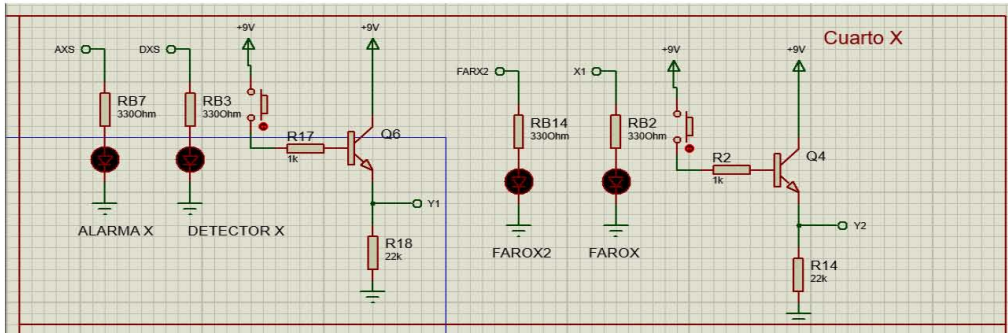 Cuarto X
AXS
DXS
+9V
+9V
RB7
330Ohm
RB3
330Ohm
R17
1k
Q6
Y1
R18
22k
ALARMA X
DETECTOR X
FARX2
X1
+9V
+9V
RB14
330Ohm
RB2
330Ohm
R2
1k
Q4
Y2
R14
22k
FAROX2
FAROX